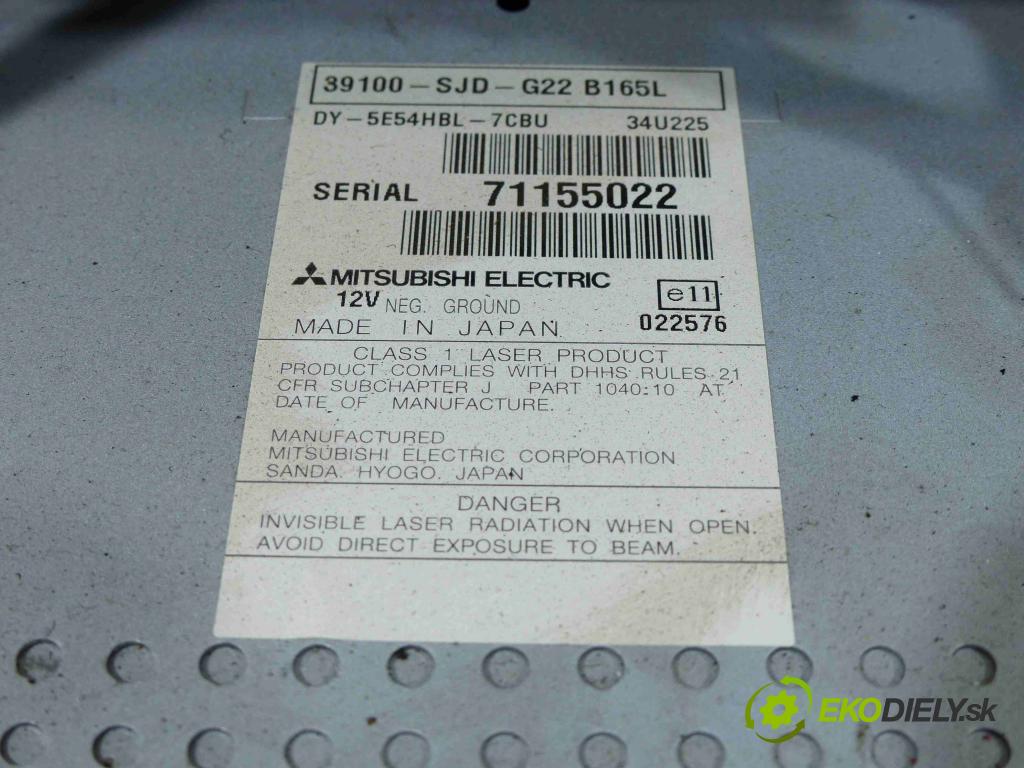 39100-SJD-G22 B165L
DY-5E54HBL-7CBU 34U225
SERIAL 71155022
MITSUBISHI ELECTRIC
12V NEG. GROUND e11
MADE IN JAPAN 022576
CLASS 1 LASER PRODUCT
PRODUCT COMPLIES WITH DHHS RULES 21
CFR SUBCHAPTER J PART 1040:10 AT
DATE OF MANUFACTURE.
MANUFACTURED
MITSUBISHI ELECTRIC CORPORATION
SANDA. HYOGO. JAPAN
DANGER
INVISIBLE LASER RADIATION WHEN OPEN.
AVOID DIRECT EXPOSURE TO BEAM.
EKODIELY.sk